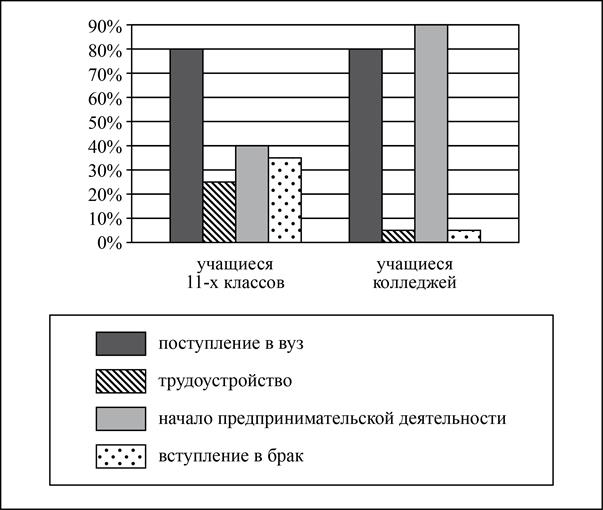 90%
80%
70%
60%
50%
40%
30%
20%
10%
0%
учащиеся
11-х классов
учащиеся
колледжей
поступление в вуз
трудоустройство
начало предпринимательской деятельности
вступление в брак